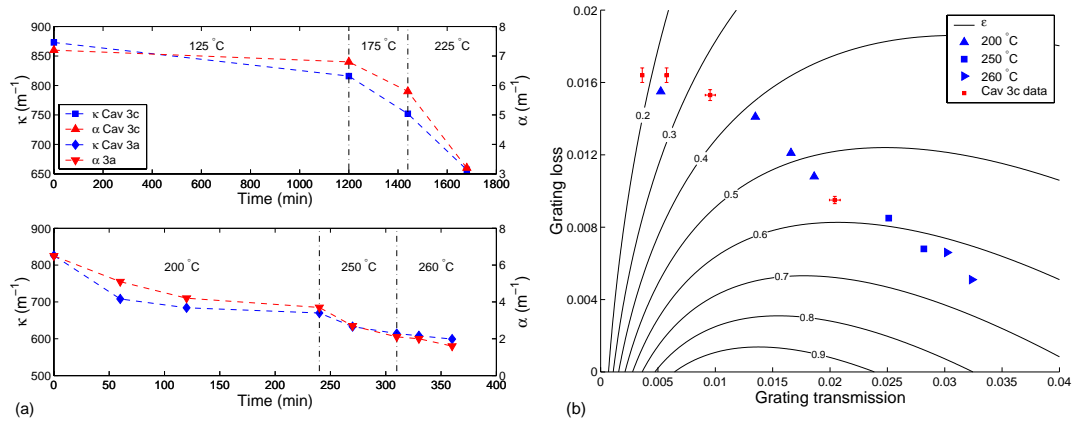 900
850
800
750
700
650
κ (m⁻¹)
8
7
6
5
4
3
α (m⁻¹)
125 °C
175 °C
225 °C
κ Cav 3c
α Cav 3c
κ Cav 3a
α 3a
0 200 400 600 800 1000 1200 1400 1600 1800
Time (min)
900
800
700
600
500
κ (m⁻¹)
8
6
4
2
0
α (m⁻¹)
200 °C
250 °C
260 °C
0 50 100 150 200 250 300 350 400
Time (min)
(a)
0.016
0.012
0.008
0.004
0
Grating loss
0.2
0.3
0.4
0.5
0.6
0.7
0.8
0.9
ε
200 °C
250 °C
260 °C
Cav 3c data
0 0.005 0.01 0.015 0.02 0.025 0.03 0.035 0.04
Grating transmission
(b)